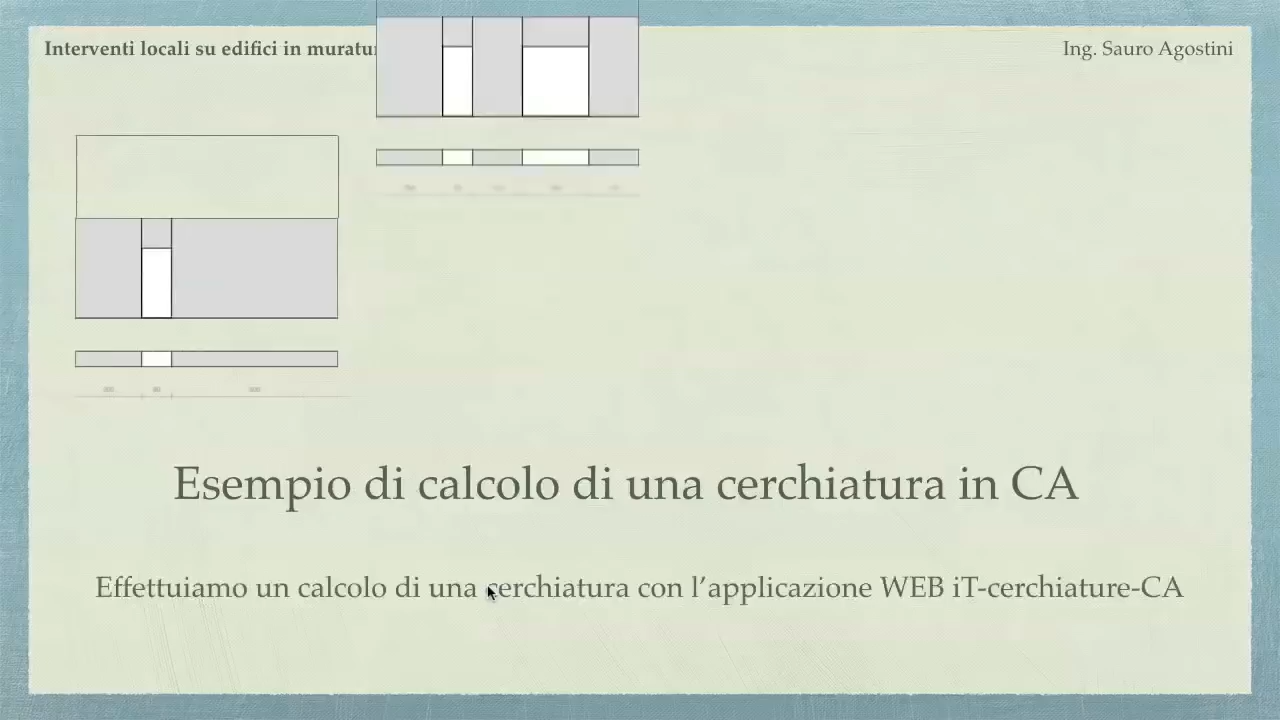 Interventi locali su edifici in muratur
Ing. Sauro Agostini
Esempio di calcolo di una cerchiatura in CA
Effettuiamo un calcolo di una cerchiatura con l’applicazione WEB iT-cerchiature-CA